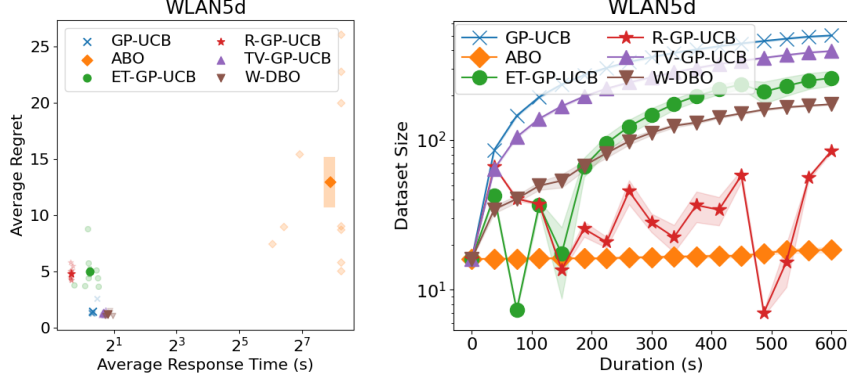 WLAN5d
GP-UCB
ABO
ET-GP-UCB
R-GP-UCB
TV-GP-UCB
W-DBO
Average Regret
25
20
15
10
5
0
2^1
2^3
2^5
2^7
Average Response Time (s)
WLAN5d
GP-UCB
ABO
ET-GP-UCB
R-GP-UCB
TV-GP-UCB
W-DBO
Dataset Size
10^2
10^1
0
100
200
300
400
500
600
Duration (s)